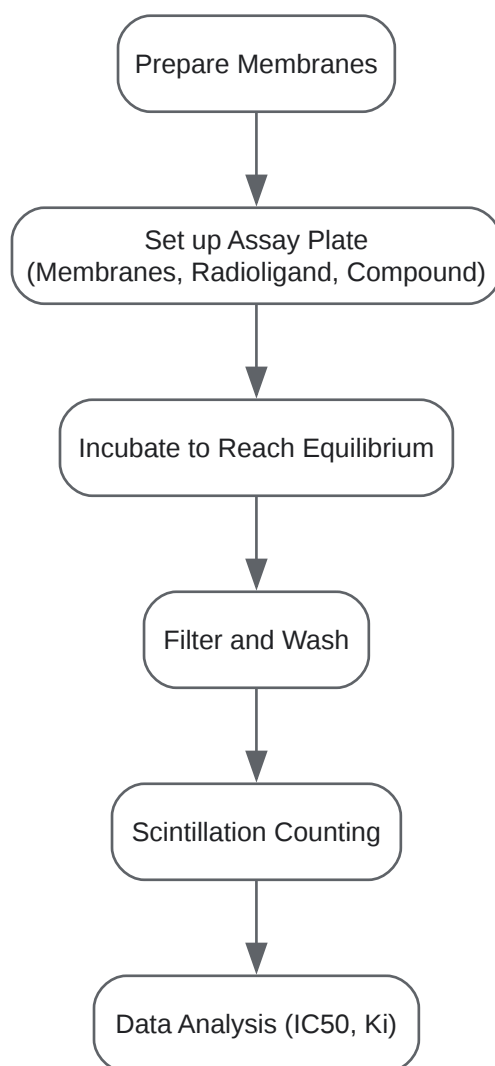 Prepare Membranes
Set up Assay Plate
(Membranes, Radioligand, Compound)
Incubate to Reach Equilibrium
Filter and Wash
Scintillation Counting
Data Analysis (IC50, Ki)